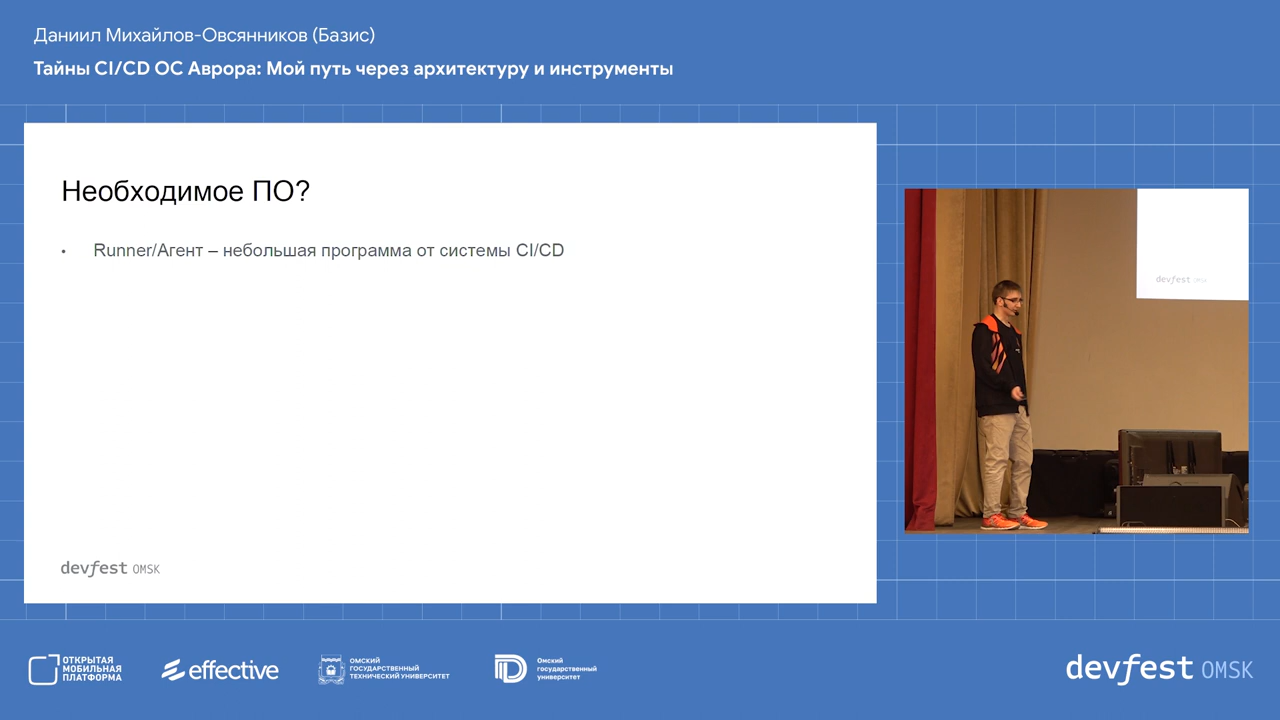 Даниил Михайлов-Овсянников (Базис)
Тайны CI/CD ОС Аврора: Мой путь через архитектуру и инструменты
Необходимое ПО?
• Runner/Агент – небольшая программа от системы CI/CD
devfest OMSK
devfest
ОТКРЫТАЯ
МОБИЛЬНАЯ
ПЛАТФОРМА
effective
ОМСКИЙ
ГОСУДАРСТВЕННЫЙ
ТЕХНИЧЕСКИЙ УНИВЕРСИТЕТ
Омский
государственный
университет
devfest OMSK